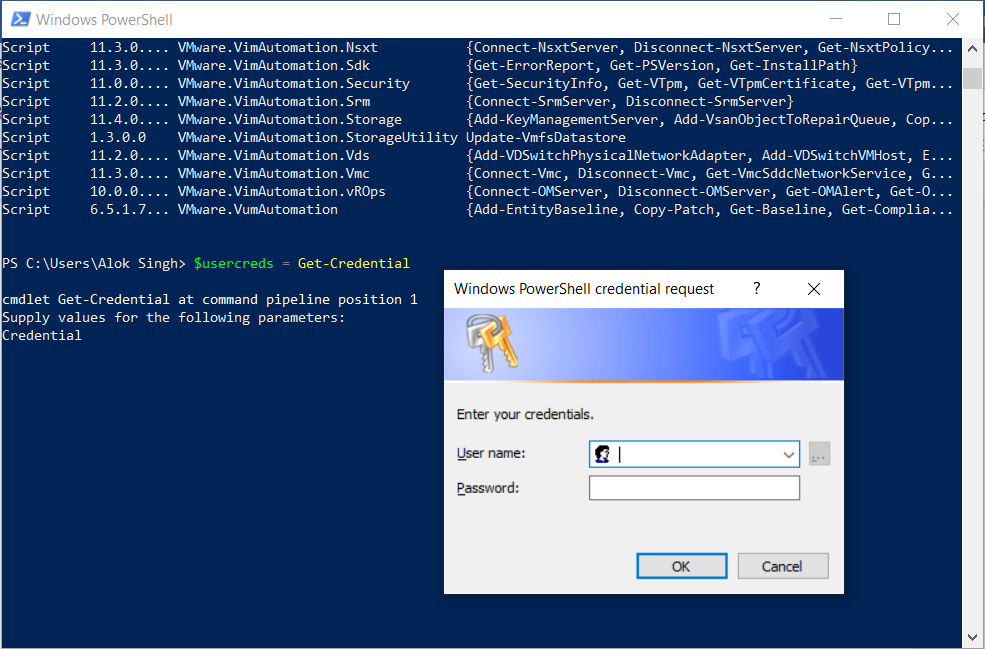 Windows PowerShell
Script 11.3.0.... VMware.VimAutomation.Nsxt {Connect-NsxtServer, Disconnect-NsxtServer, Get-NsxtPolicy...
Script 11.3.0.... VMware.VimAutomation.Sdk {Get-ErrorReport, Get-PSVersion, Get-InstallPath}
Script 11.0.0.... VMware.VimAutomation.Security {Get-SecurityInfo, Get-VTpm, Get-VTpmCertificate, Get-VTpm...
Script 11.2.0.... VMware.VimAutomation.Srm {Connect-SrmServer, Disconnect-SrmServer}
Script 11.4.0.... VMware.VimAutomation.Storage {Add-KeyManagementServer, Add-VsanObjectToRepairQueue, Cop...
Script 1.3.0.0 VMware.VimAutomation.StorageUtility Update-VmfsDatastore
Script 11.2.0.... VMware.VimAutomation.Vds {Add-VDSwitchPhysicalNetworkAdapter, Add-VDSwitchVMHost, E...
Script 11.3.0.... VMware.VimAutomation.Vmc {Connect-Vmc, Disconnect-Vmc, Get-VmcSddcNetworkService, G...
Script 10.0.0.... VMware.VimAutomation.vROps {Connect-OMServer, Disconnect-OMServer, Get-OMAlert, Get-O...
Script 6.5.1.7... VMware.VumAutomation {Add-EntityBaseline, Copy-Patch, Get-Baseline, Get-Complia...
PS C:\Users\Alok Singh> $usercreds = Get-Credential
cmdlet Get-Credential at command pipeline position 1
Supply values for the following parameters:
Credential
Windows PowerShell credential request ?
Enter your credentials.
User name: ...
Password:
OK Cancel